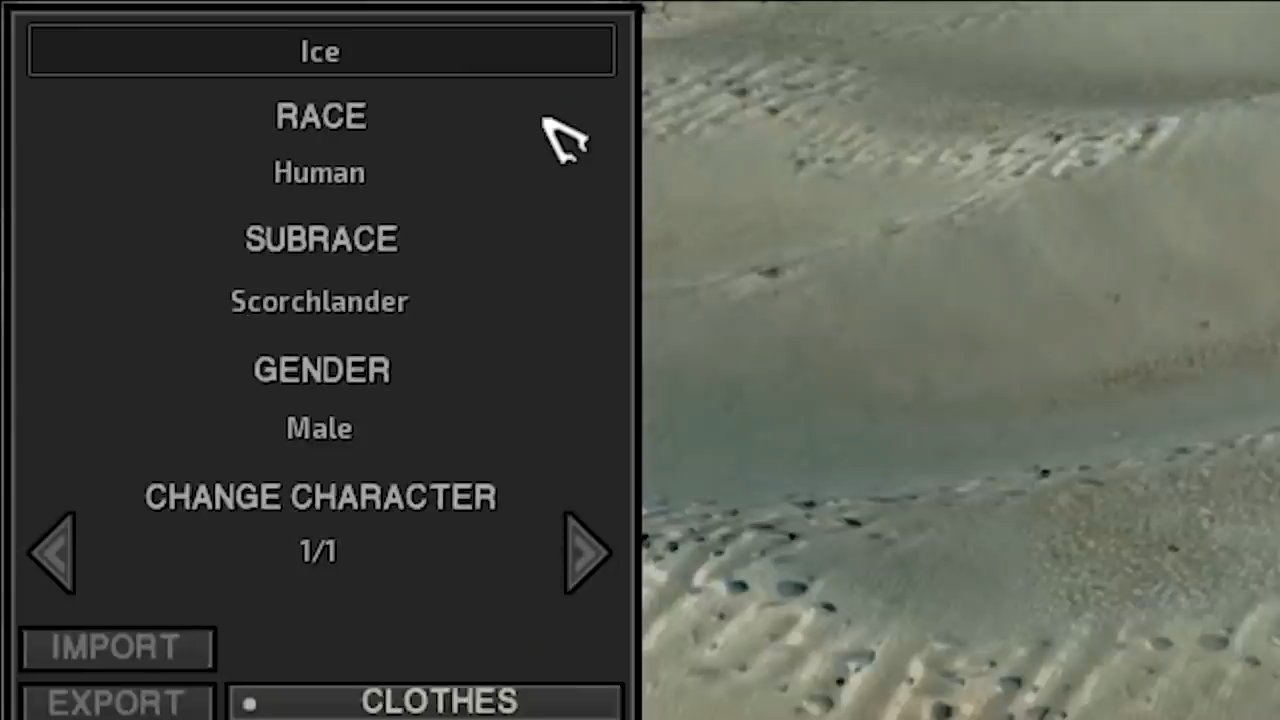 Ice
RACE
Human
SUBRACE
Scorchlander
GENDER
Male
CHANGE CHARACTER
1/1
IMPORT
EXPORT
CLOTHES